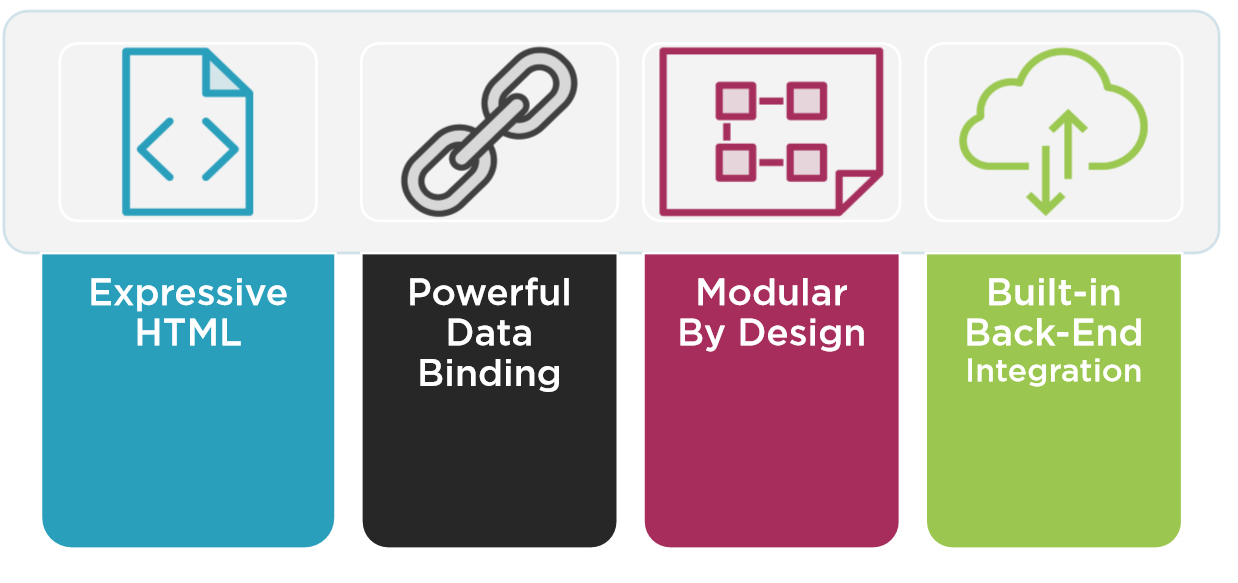 Expressive
HTML
Powerful
Data
Binding
Modular
By Design
Built-in
Back-End
Integration